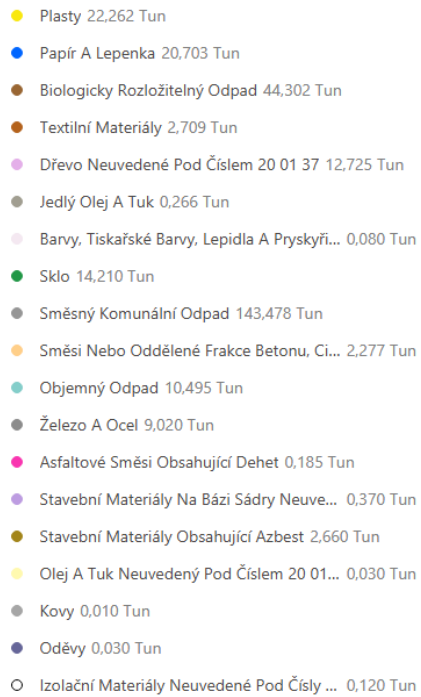 Plasty 22,262 Tun
Papír A Lepenka 20,703 Tun
Biologicky Rozložitelný Odpad 44,302 Tun
Textilní Materiály 2,709 Tun
Dřevo Neuvedené Pod Číslem 20 01 37 12,725 Tun
Jedlý Olej A Tuk 0,266 Tun
Barvy, Tiskařské Barvy, Lepidla A Pryskyři... 0,080 Tun
Sklo 14,210 Tun
Směsný Komunální Odpad 143,478 Tun
Směsi Nebo Oddělené Frakce Betonu, Ci... 2,277 Tun
Objemný Odpad 10,495 Tun
Železo A Ocel 9,020 Tun
Asfaltové Směsi Obsahující Dehet 0,185 Tun
Stavební Materiály Na Bázi Sádry Neuve... 0,370 Tun
Stavební Materiály Obsahující Azbest 2,660 Tun
Olej A Tuk Neuvedený Pod Číslem 20 01... 0,030 Tun
Kovy 0,010 Tun
Oděvy 0,030 Tun
Izolační Materiály Neuvedené Pod Čísly ... 0,120 Tun